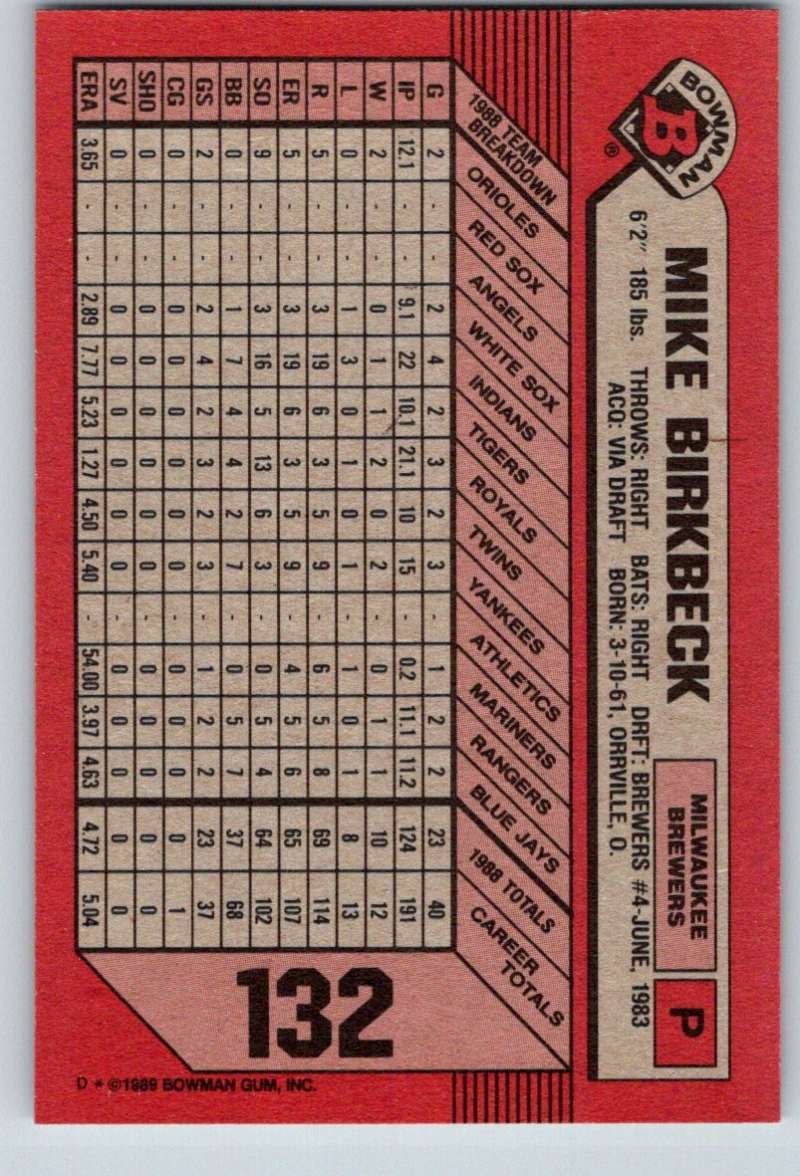 BOWMAN
B
®
MIKE BIRKBECK
MILWAUKEE
BREWERS
P
6'2" 185 lbs. THROWS: RIGHT BATS: RIGHT DRFT: BREWERS #4-JUNE, 1983
ACQ: VIA DRAFT BORN: 3-10-61, ORRVILLE, O.
1988 TEAM BREAKDOWN ORIOLES RED SOX ANGELS WHITE SOX INDIANS TIGERS ROYALS TWINS YANKEES ATHLETICS MARINERS RANGERS BLUE JAYS 1988 TOTALS CAREER TOTALS
G 2 - - 2 4 2 3 2 3 - 1 2 2 23 40
IP 12.1 - - 9.1 22 10.1 21.1 10 15 - 0.2 11.1 11.2 124 191
W 2 - - 0 1 1 2 0 2 - 0 1 1 10 12
L 0 - - 1 3 0 1 0 1 - 1 0 1 8 13
R 5 - - 3 19 6 3 5 9 - 6 5 8 69 114
ER 5 - - 3 19 6 3 5 9 - 4 5 6 65 107
SO 9 - - 3 16 5 13 6 3 - 0 5 4 64 102
BB 0 - - 1 7 4 4 2 7 - 0 5 7 37 68
GS 2 - - 2 4 2 3 2 3 - 1 2 2 23 37
CG 0 - - 0 0 0 0 0 0 - 0 0 0 0 1
SHO 0 - - 0 0 0 0 0 0 - 0 0 0 0 0
SV 0 - - 0 0 0 0 0 0 - 0 0 0 0 0
ERA 3.65 - - 2.89 7.77 5.23 1.27 4.50 5.40 - 54.00 3.97 4.63 4.72 5.04
132
D * ©1989 BOWMAN GUM, INC.